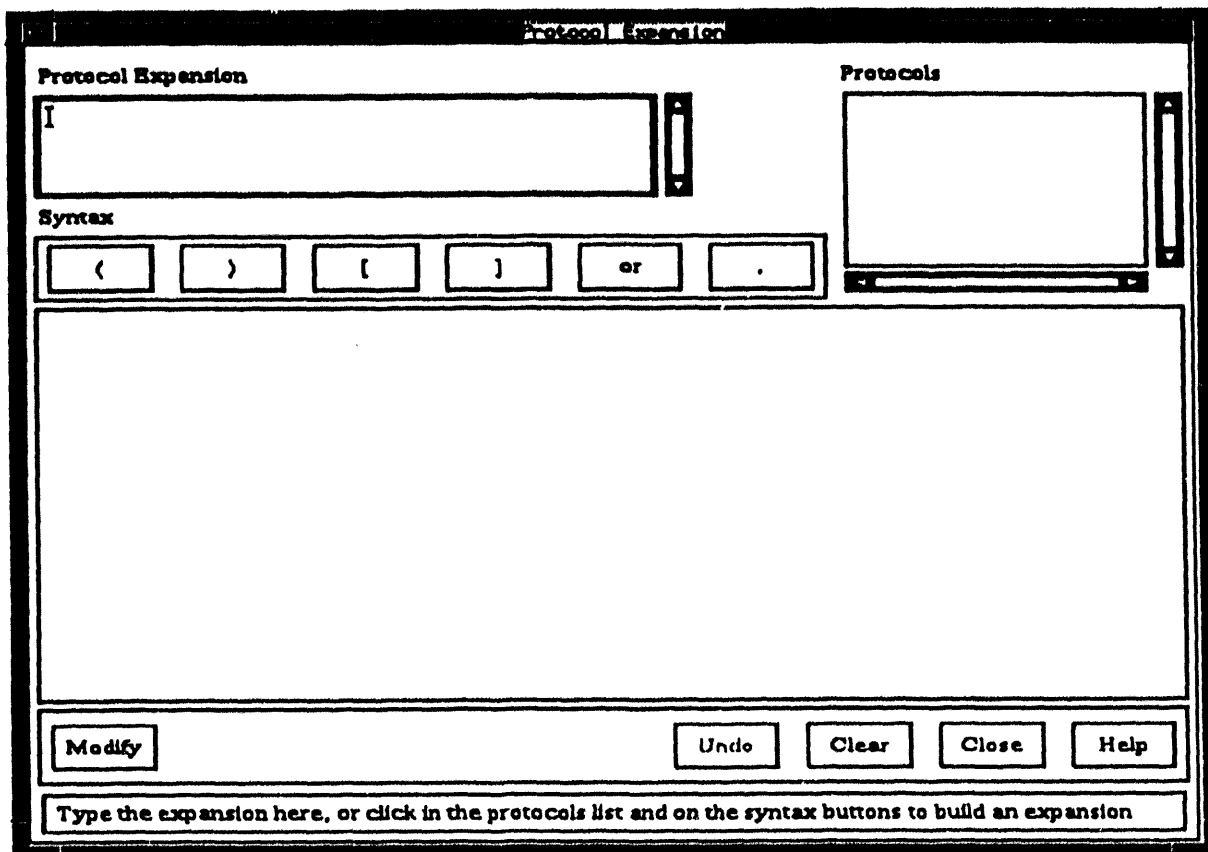 Protocol Expansion
Protocol Expansion
Protocols
Syntax
( ) [ ] or ,
Modify Undo Clear Close Help
Type the expansion here, or click in the protocols list and on the syntax buttons to build an expansion